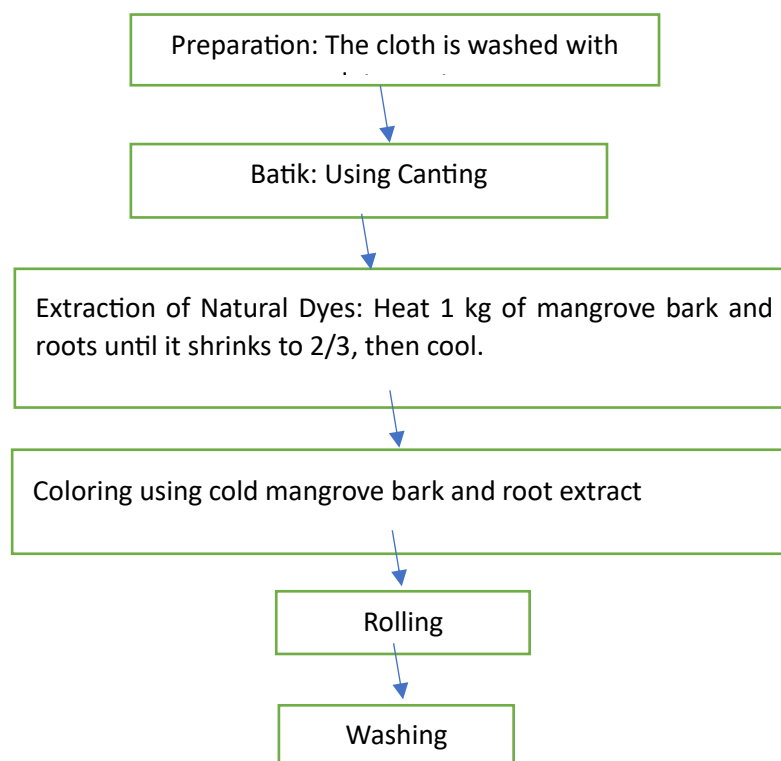 Preparation: The cloth is washed with
Batik: Using Canting
Extraction of Natural Dyes: Heat 1 kg of mangrove bark and
roots until it shrinks to 2/3, then cool.
Coloring using cold mangrove bark and root extract
Rolling
Washing